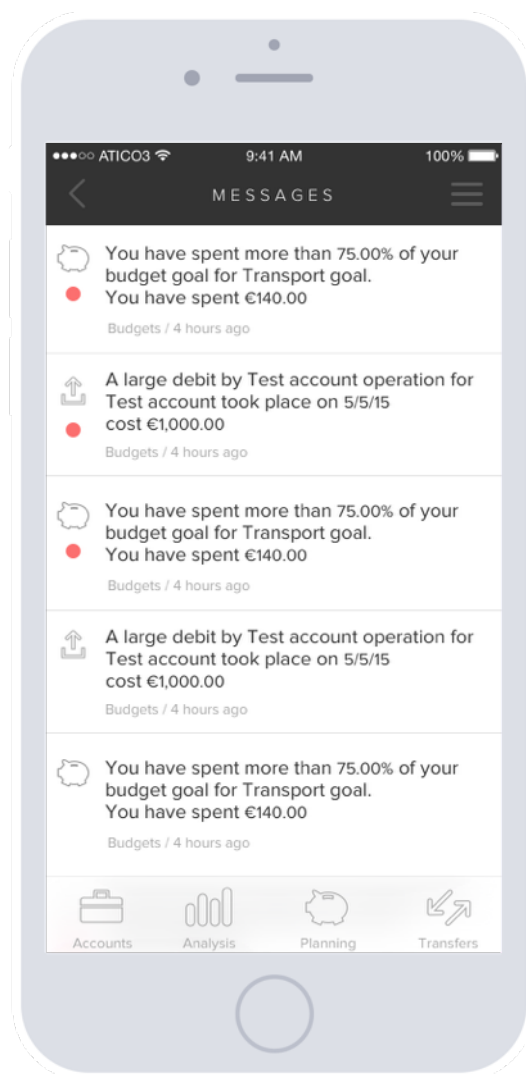 ATICO3 9:41 AM 100%
MESSAGES
You have spent more than 75.00% of your
budget goal for Transport goal.
You have spent €140.00
Budgets / 4 hours ago
A large debit by Test account operation for
Test account took place on 5/5/15
cost €1,000.00
Budgets / 4 hours ago
You have spent more than 75.00% of your
budget goal for Transport goal.
You have spent €140.00
Budgets / 4 hours ago
A large debit by Test account operation for
Test account took place on 5/5/15
cost €1,000.00
Budgets / 4 hours ago
You have spent more than 75.00% of your
budget goal for Transport goal.
You have spent €140.00
Budgets / 4 hours ago
Accounts Analysis Planning Transfers